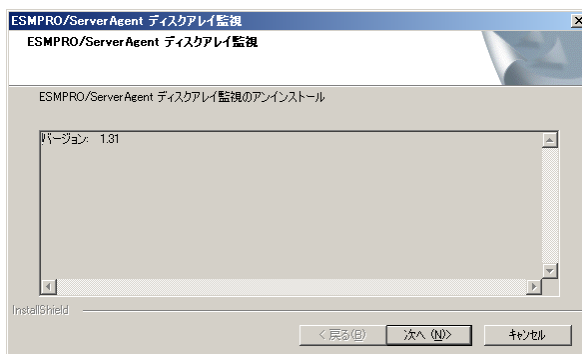 ESMPRO/ServerAgent ディスクアレイ監視
ESMPRO/ServerAgent ディスクアレイ監視
ESMPRO/ServerAgent ディスクアレイ監視のアンインストール
バージョン: 1.31
InstallShield
< 戻る(B)
次へ (N)>
キャンセル